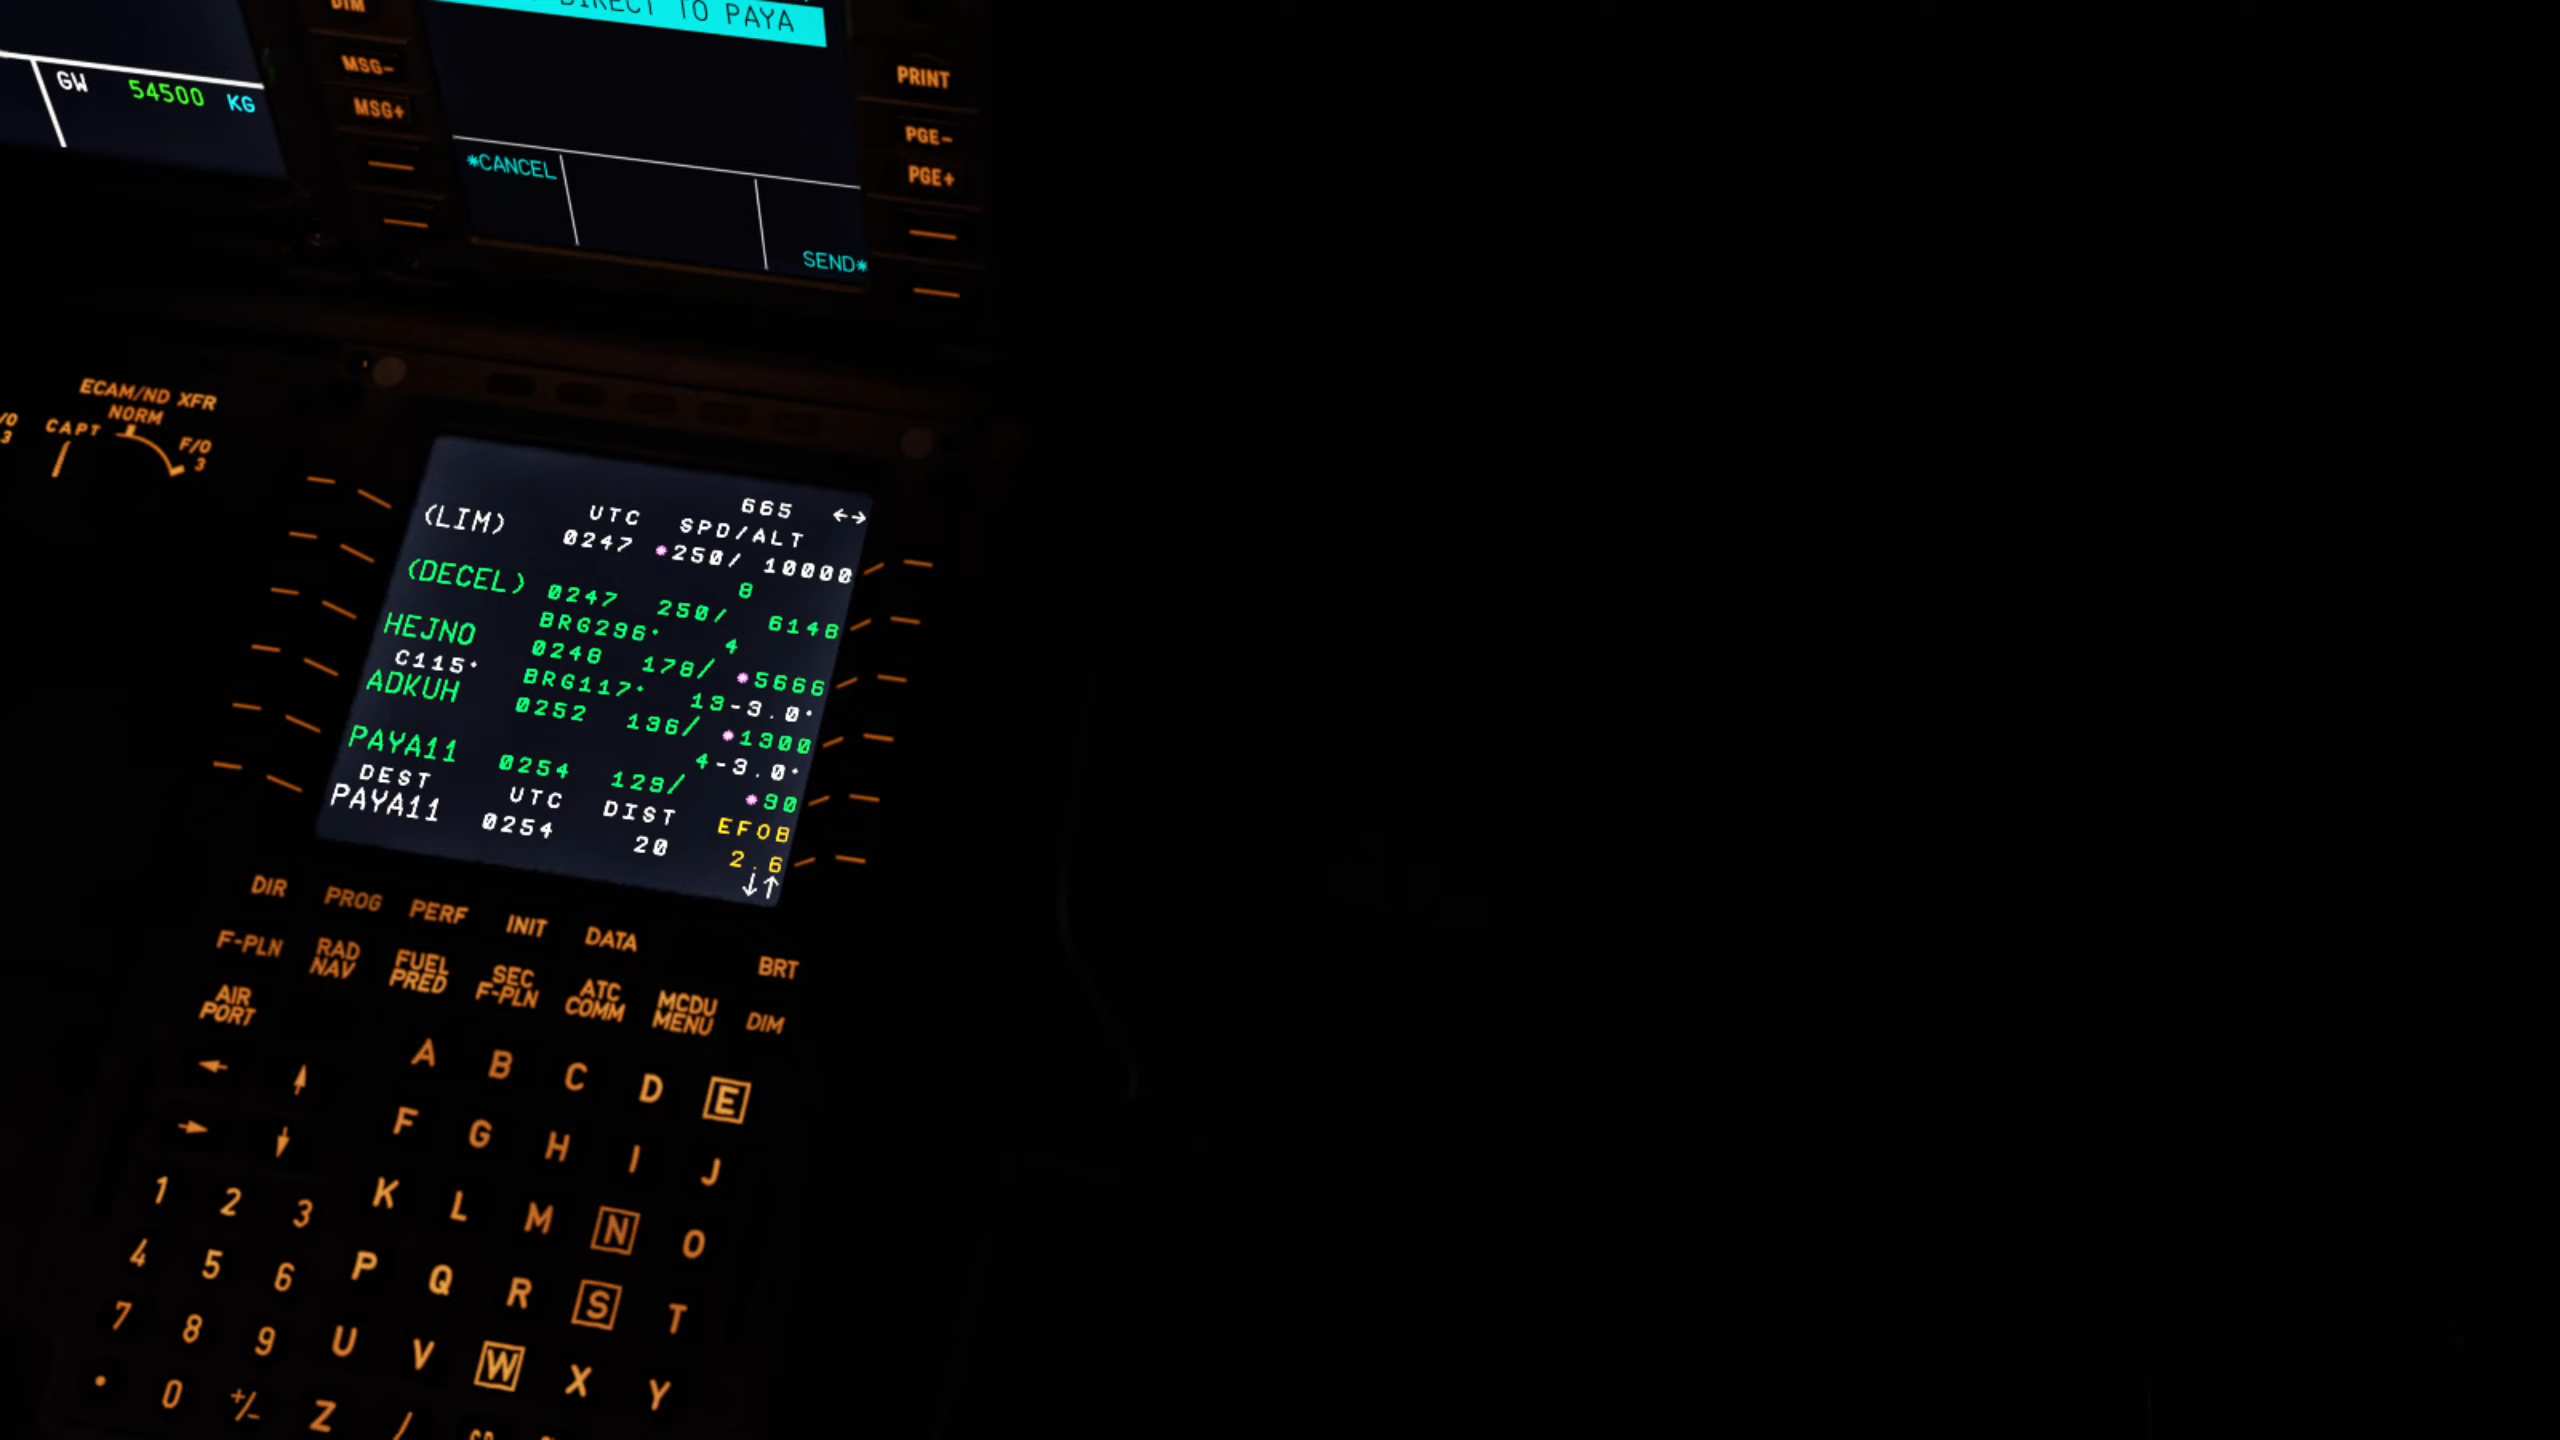 DIM
DIRECT TO PAYA
MSG-
MSG+
GW 54500 KG
*CANCEL
SEND*
PRINT
PGE-
PGE+
ECAM/ND XFR
NORM
CAPT
F/O
3
/O
3
665 ←→
UTC SPD/ALT
(LIM) 0247 *250/ 10000
8
(DECEL) 0247 250/ 6148
BRG296° 4
HEJNO 0248 178/ *5666
C115° BRG117° 13-3.0°
ADKUH 0252 136/ *1300
4-3.0°
PAYA11 0254 129/ *90
DEST UTC DIST EFOB
PAYA11 0254 20 2.6
↓↑
DIR PROG PERF INIT DATA BRT
F-PLN RAD NAV FUEL PRED SEC F-PLN ATC COMM MCDU MENU DIM
AIR PORT
← ↑ A B C D E
→ ↓ F G H I J
1 2 3 K L M N O
4 5 6 P Q R S T
7 8 9 U V W X Y
. 0 +/- Z /